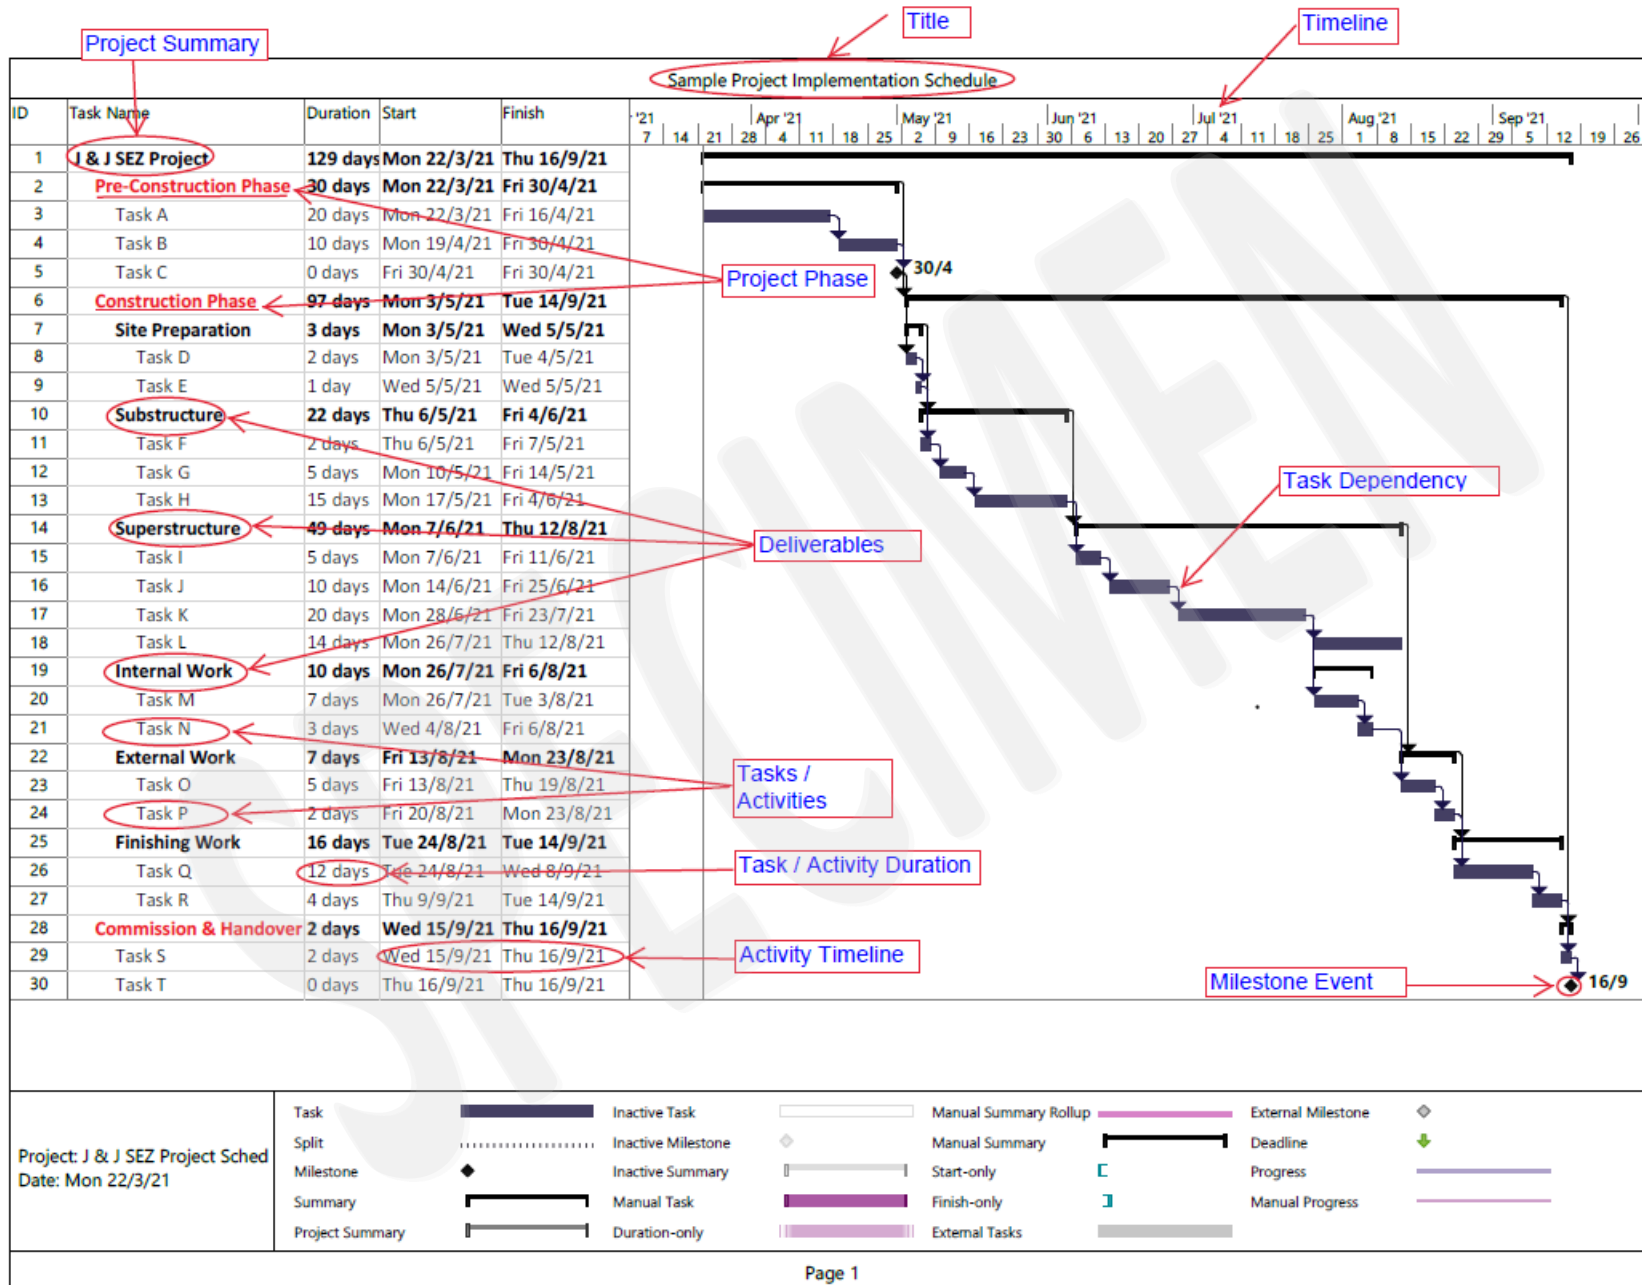 Title
Timeline
Project Summary
Sample Project Implementation Schedule
ID Task Name Duration Start Finish
'21 Apr '21 May '21 Jun '21 Jul '21 Aug '21 Sep '21
7 14 21 28 4 11 18 25 2 9 16 23 30 6 13 20 27 4 11 18 25 1 8 15 22 29 5 12 19 26
1 J & J SEZ Project 129 days Mon 22/3/21 Thu 16/9/21
2 Pre-Construction Phase 30 days Mon 22/3/21 Fri 30/4/21
3 Task A 20 days Mon 22/3/21 Fri 16/4/21
4 Task B 10 days Mon 19/4/21 Fri 30/4/21
5 Task C 0 days Fri 30/4/21 Fri 30/4/21 30/4
Project Phase
6 Construction Phase 97 days Mon 3/5/21 Tue 14/9/21
7 Site Preparation 3 days Mon 3/5/21 Wed 5/5/21
8 Task D 2 days Mon 3/5/21 Tue 4/5/21
9 Task E 1 day Wed 5/5/21 Wed 5/5/21
10 Substructure 22 days Thu 6/5/21 Fri 4/6/21
11 Task F 2 days Thu 6/5/21 Fri 7/5/21
12 Task G 5 days Mon 10/5/21 Fri 14/5/21
Task Dependency
13 Task H 15 days Mon 17/5/21 Fri 4/6/21
14 Superstructure 49 days Mon 7/6/21 Thu 12/8/21
Deliverables
15 Task I 5 days Mon 7/6/21 Fri 11/6/21
16 Task J 10 days Mon 14/6/21 Fri 25/6/21
17 Task K 20 days Mon 28/6/21 Fri 23/7/21
18 Task L 14 days Mon 26/7/21 Thu 12/8/21
19 Internal Work 10 days Mon 26/7/21 Fri 6/8/21
20 Task M 7 days Mon 26/7/21 Tue 3/8/21
21 Task N 3 days Wed 4/8/21 Fri 6/8/21
22 External Work 7 days Fri 13/8/21 Mon 23/8/21
Tasks /
Activities
23 Task O 5 days Fri 13/8/21 Thu 19/8/21
24 Task P 2 days Fri 20/8/21 Mon 23/8/21
25 Finishing Work 16 days Tue 24/8/21 Tue 14/9/21
26 Task Q 12 days Tue 24/8/21 Wed 8/9/21
Task / Activity Duration
27 Task R 4 days Thu 9/9/21 Tue 14/9/21
28 Commission & Handover 2 days Wed 15/9/21 Thu 16/9/21
29 Task S 2 days Wed 15/9/21 Thu 16/9/21
Activity Timeline
30 Task T 0 days Thu 16/9/21 Thu 16/9/21 16/9
Milestone Event
SPECIMEN
Project: J & J SEZ Project Sched
Date: Mon 22/3/21
Task
Split
Milestone
Summary
Project Summary
Inactive Task
Inactive Milestone
Inactive Summary
Manual Task
Duration-only
Manual Summary Rollup
Manual Summary
Start-only
Finish-only
External Tasks
External Milestone
Deadline
Progress
Manual Progress
Page 1